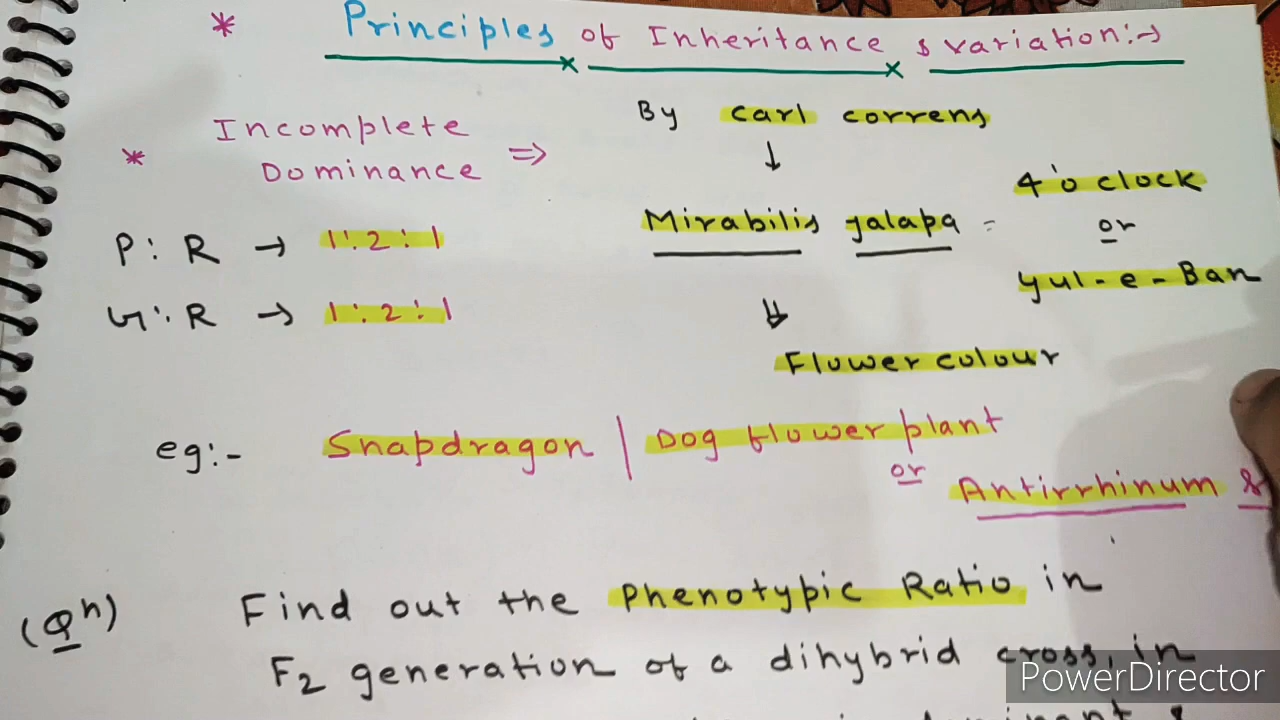 * Principles of Inheritance & variation:→
* Incomplete Dominance ⇒
By Carl correns
↓
Mirabilis jalapa = 4'o clock
or
gul-e-Ban
⇓
Flower colour
P:R → 1:2:1
G:R → 1:2:1
eg:- Snapdragon | Dog flower plant
or Antirrhinum
(Qn) Find out the Phenotypic Ratio in
F2 generation of a dihybrid cross, in
PowerDirector